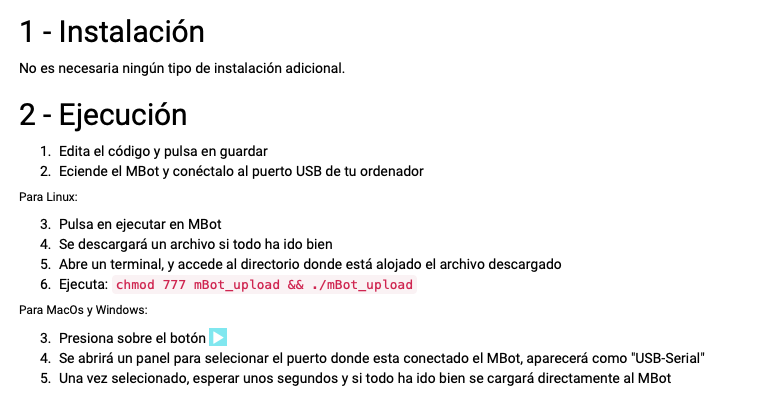 1 - Instalación
No es necesaria ningún tipo de instalación adicional.
2 - Ejecución
1. Edita el código y pulsa en guardar
2. Eciende el MBot y conéctalo al puerto USB de tu ordenador
Para Linux:
3. Pulsa en ejecutar en MBot
4. Se descargará un archivo si todo ha ido bien
5. Abre un terminal, y accede al directorio donde está alojado el archivo descargado
6. Ejecuta: chmod 777 mBot_upload && ./mBot_upload
Para MacOs y Windows:
3. Presiona sobre el botón
4. Se abrirá un panel para selecionar el puerto donde esta conectado el MBot, aparecerá como "USB-Serial"
5. Una vez selecionado, esperar unos segundos y si todo ha ido bien se cargará directamente al MBot